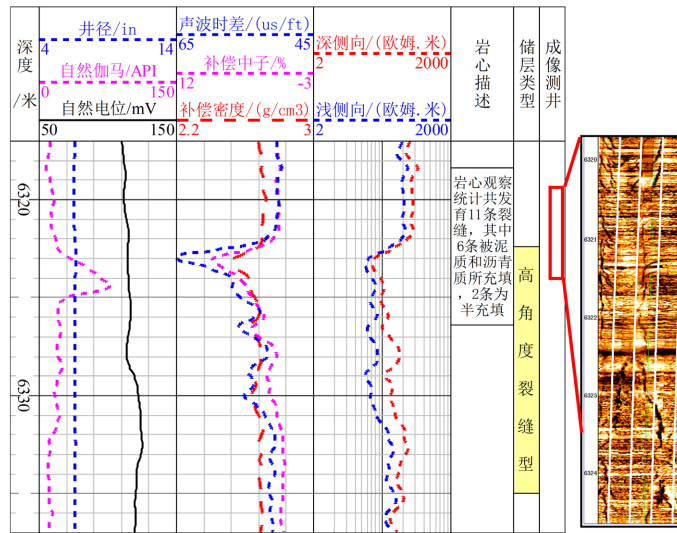 深度/米
井径/in
4 14
自然伽马/API
0 150
自然电位/mV
50 150
声波时差/(us/ft)
65 45
补偿中子/%
12 -3
补偿密度/(g/cm3)
2.2 3
深侧向/(欧姆.米)
2 2000
浅侧向/(欧姆.米)
2 2000
岩心描述
储层类型
成像测井
6320
6330
岩心观察
统计共发
育11条裂
缝，其中
6条被泥
质和沥青
质所充填
，2条为
半充填
高角度裂缝型
6320
6321
6322
6323
6324